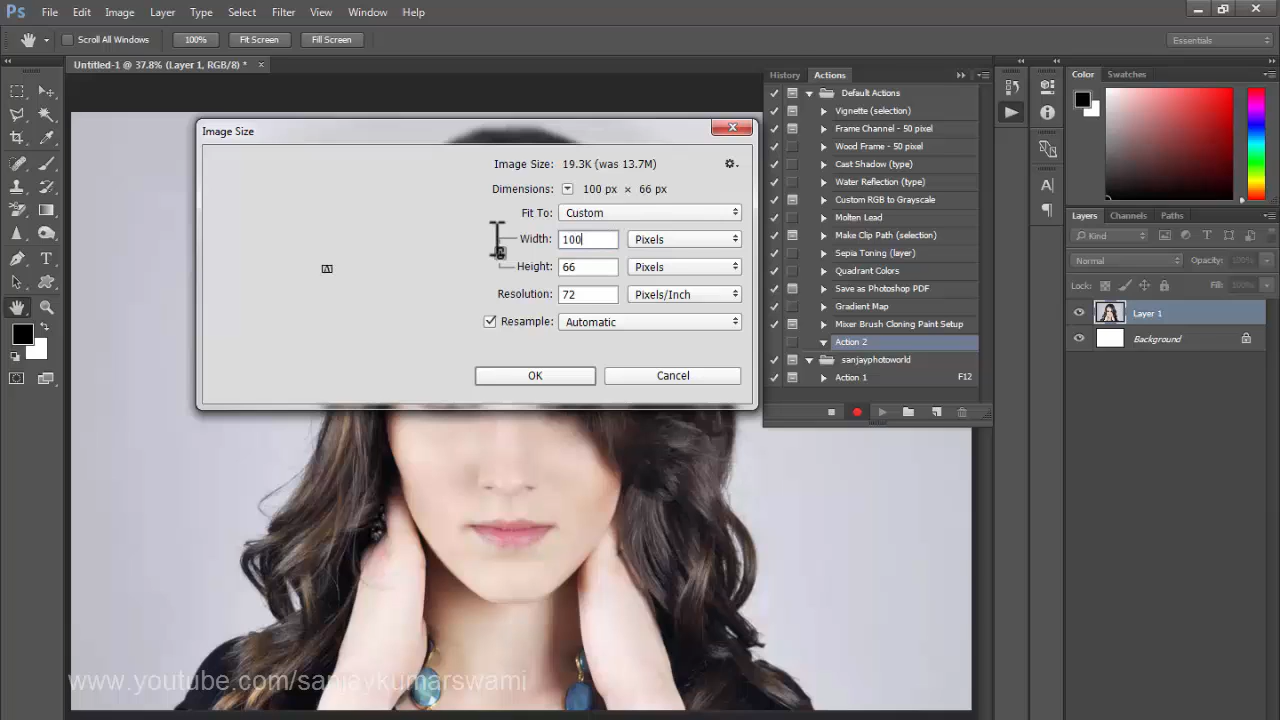 Ps File Edit Image Layer Type Select Filter View Window Help
Scroll All Windows 100% Fit Screen Fill Screen Essentials
Untitled-1 @ 37.8% (Layer 1, RGB/8) * ×
History Actions
Default Actions
Vignette (selection)
Frame Channel - 50 pixel
Wood Frame - 50 pixel
Cast Shadow (type)
Water Reflection (type)
Custom RGB to Grayscale
Molten Lead
Make Clip Path (selection)
Sepia Toning (layer)
Quadrant Colors
Save as Photoshop PDF
Gradient Map
Mixer Brush Cloning Paint Setup
Action 2
sanjayphotoworld
Action 1 F12
Image Size
Image Size: 19.3K (was 13.7M)
Dimensions: 100 px × 66 px
Fit To: Custom
Width: 100 Pixels
Height: 66 Pixels
Resolution: 72 Pixels/Inch
Resample: Automatic
OK Cancel
Color Swatches
Layers Channels Paths
Kind
Normal Opacity:
Lock: Fill:
Layer 1
Background
www.youtube.com/sanjaykumarswami